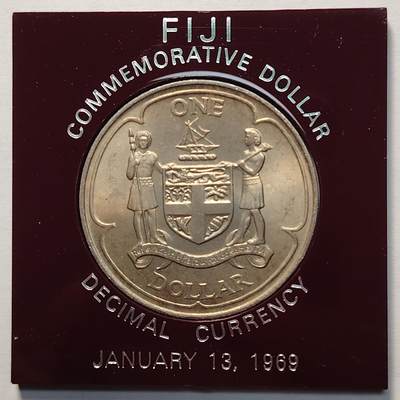 FIJI
COMMEMORATIVE DOLLAR
ONE
DOLLAR
DECIMAL CURRENCY
JANUARY 13, 1969